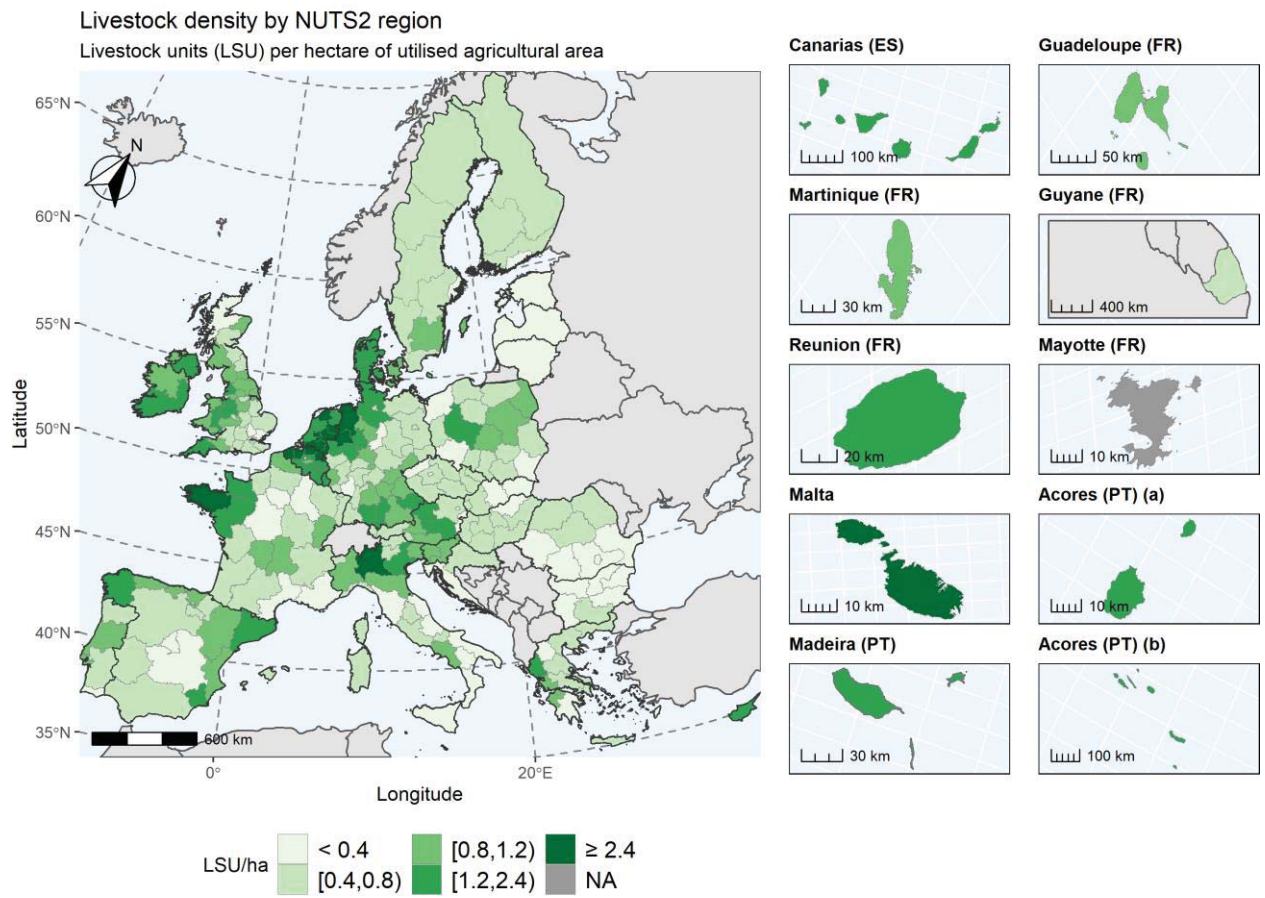 Livestock density by NUTS2 region
Livestock units (LSU) per hectare of utilised agricultural area
65°N
60°N
55°N
50°N
45°N
40°N
35°N
Latitude
N
600 km
0°
20°E
Longitude
Canarias (ES)
100 km
Guadeloupe (FR)
50 km
Martinique (FR)
30 km
Guyane (FR)
400 km
Reunion (FR)
20 km
Mayotte (FR)
10 km
Malta
10 km
Acores (PT) (a)
10 km
Madeira (PT)
30 km
Acores (PT) (b)
100 km
LSU/ha
< 0.4
[0.4,0.8)
[0.8,1.2)
[1.2,2.4)
≥ 2.4
NA